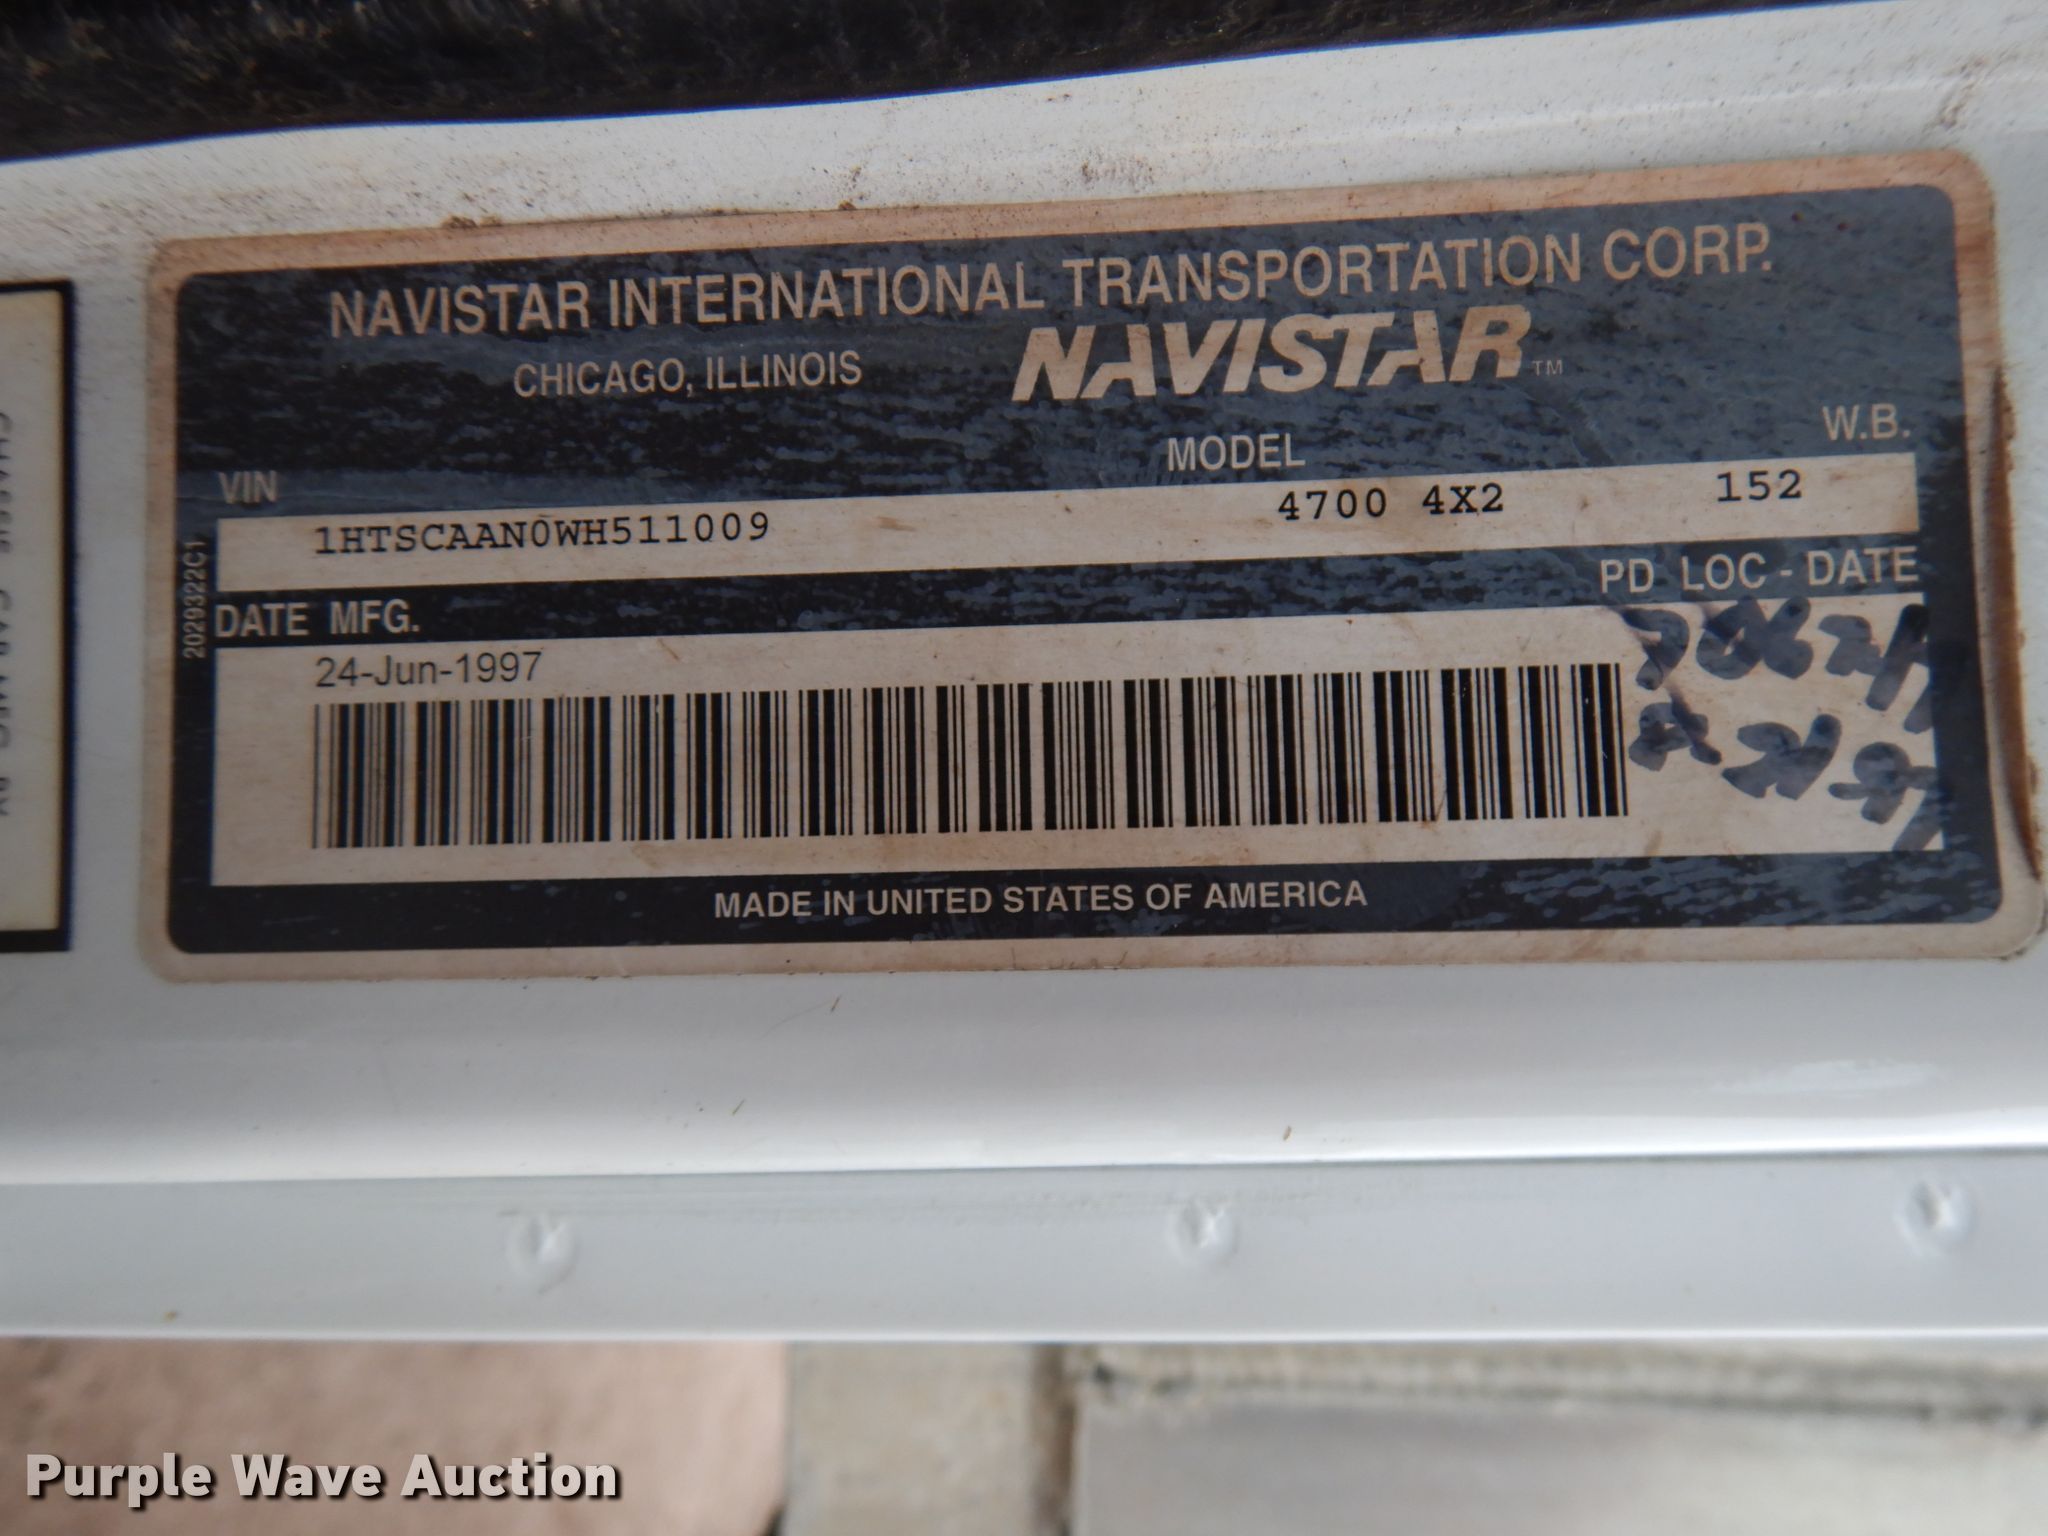 NAVISTAR INTERNATIONAL TRANSPORTATION CORP.
CHICAGO, ILLINOIS
NAVISTAR™
VIN
MODEL
W.B.
1HTSCAAN0WH511009
4700 4X2
152
2029322C1
DATE MFG.
PD LOC - DATE
24-Jun-1997
MADE IN UNITED STATES OF AMERICA
Purple Wave Auction